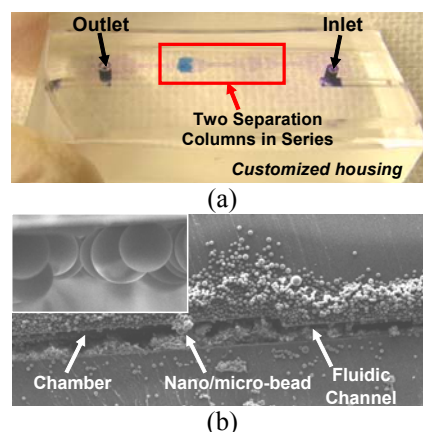 Outlet
Inlet
Two Separation
Columns in Series
Customized housing
(a)
Chamber
Nano/micro-bead
Fluidic
Channel
(b)